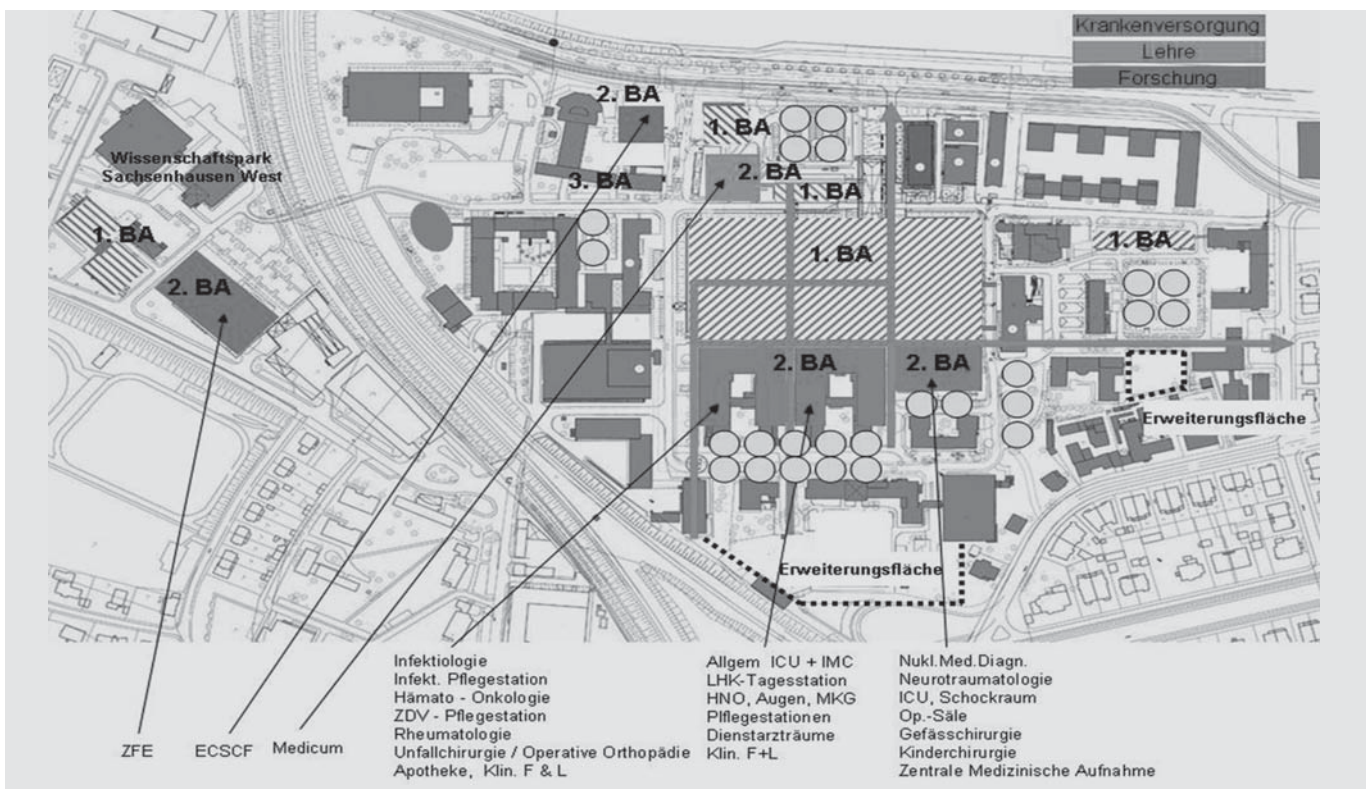 Krankenversorgung
Lehre
Forschung
2. BA
1. BA
Wissenschaftspark
Sachsenhausen West
3. BA
2. BA
1. BA
1. BA
1. BA
1. BA
2. BA
2. BA
2. BA
Erweiterungsfläche
Erweiterungsfläche
Infektiologie
Infekt. Pflegestation
Hämato - Onkologie
ZDV - Pflegestation
Rheumatologie
Unfallchirurgie / Operative Orthopädie
Apotheke, Klin. F & L
Allgem ICU + IMC
LHK-Tagesstation
HNO, Augen, MKG
Plflegestationen
Dienstarzträume
Klin. F+L
Nukl.Med.Diagn.
Neurotraumatologie
ICU, Schockraum
Op.-Säle
Gefässchirurgie
Kinderchirurgie
Zentrale Medizinische Aufnahme
ZFE
ECSCF
Medicum